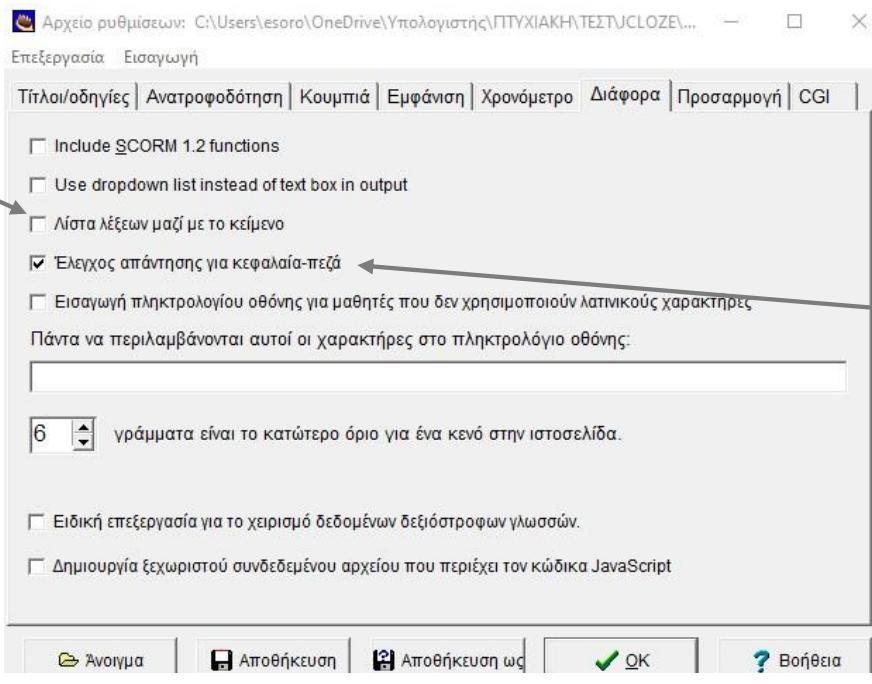 Αρχείο ρυθμίσεων: C:\Users\esoro\OneDrive\Υπολογιστής\ΠΤΥΧΙΑΚΗ\ΤΕΣΤ\JCLOZE\...
Επεξεργασία Εισαγωγή
Τίτλοι/οδηγίες Ανατροφοδότηση Κουμπιά Εμφάνιση Χρονόμετρο Διάφορα Προσαρμογή CGI
Include SCORM 1.2 functions
Use dropdown list instead of text box in output
Λίστα λέξεων μαζί με το κείμενο
Έλεγχος απάντησης για κεφαλαία-πεζά
Εισαγωγή πληκτρολογίου οθόνης για μαθητές που δεν χρησιμοποιούν λατινικούς χαρακτήρες
Πάντα να περιλαμβάνονται αυτοί οι χαρακτήρες στο πληκτρολόγιο οθόνης:
6 γράμματα είναι το κατώτερο όριο για ένα κενό στην ιστοσελίδα.
Ειδική επεξεργασία για το χειρισμό δεδομένων δεξιόστροφων γλωσσών.
Δημιουργία ξεχωριστού συνδεδεμένου αρχείου που περιέχει τον κώδικα JavaScript
Άνοιγμα Αποθήκευση Αποθήκευση ως OK Βοήθεια